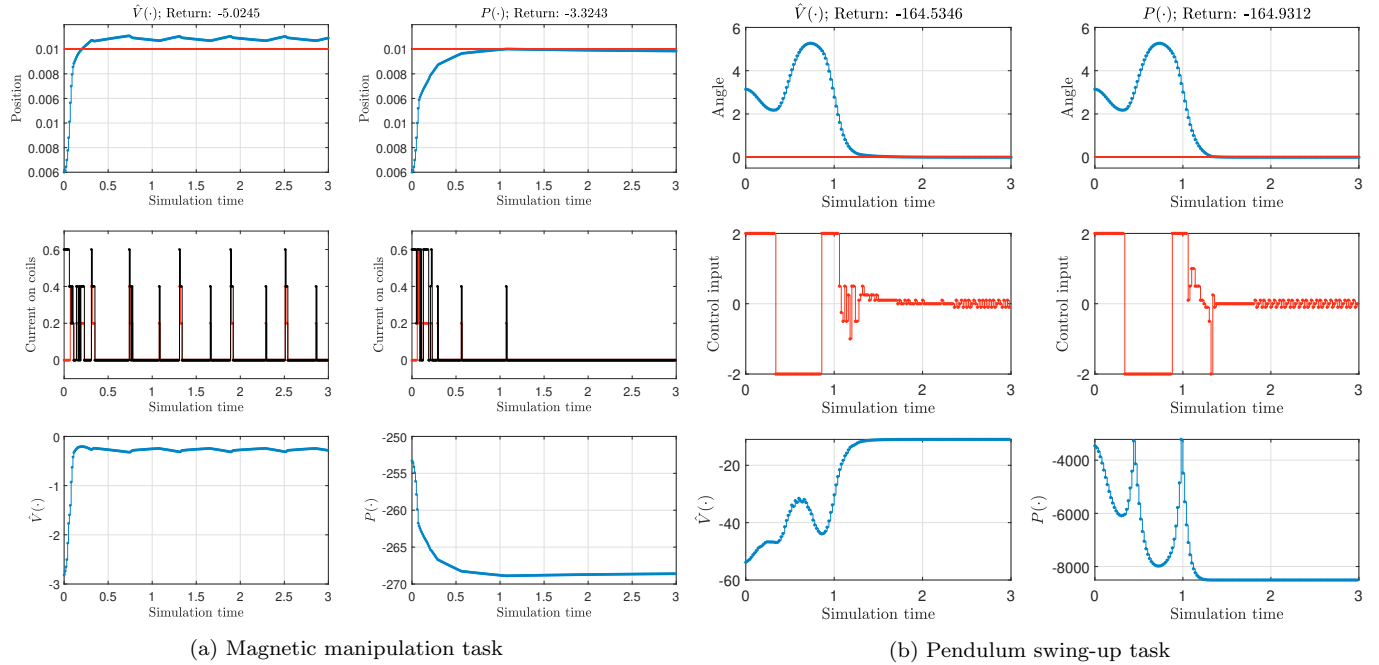 V̂(·); Return: -5.0245
P(·); Return: -3.3243
V̂(·); Return: -164.5346
P(·); Return: -164.9312
Position
0.01
0.008
0.006
0.01
0.008
0.006
0 0.5 1 1.5 2 2.5 3
Simulation time
Position
0.01
0.008
0.006
0.01
0.008
0.006
0 0.5 1 1.5 2 2.5 3
Simulation time
Angle
6
4
2
0
0 1 2 3
Simulation time
Angle
6
4
2
0
0 1 2 3
Simulation time
Current on coils
0.6
0.4
0.2
0
0 0.5 1 1.5 2 2.5 3
Simulation time
Current on coils
0.6
0.4
0.2
0
0 0.5 1 1.5 2 2.5 3
Simulation time
Control input
2
0
-2
0 1 2 3
Simulation time
Control input
2
0
-2
0 1 2 3
Simulation time
V̂(·)
0
-1
-2
-3
0 0.5 1 1.5 2 2.5 3
Simulation time
P(·)
-250
-255
-260
-265
-270
0 0.5 1 1.5 2 2.5 3
Simulation time
V̂(·)
-20
-40
-60
0 1 2 3
Simulation time
P(·)
-4000
-6000
-8000
0 1 2 3
Simulation time
(a) Magnetic manipulation task
(b) Pendulum swing-up task